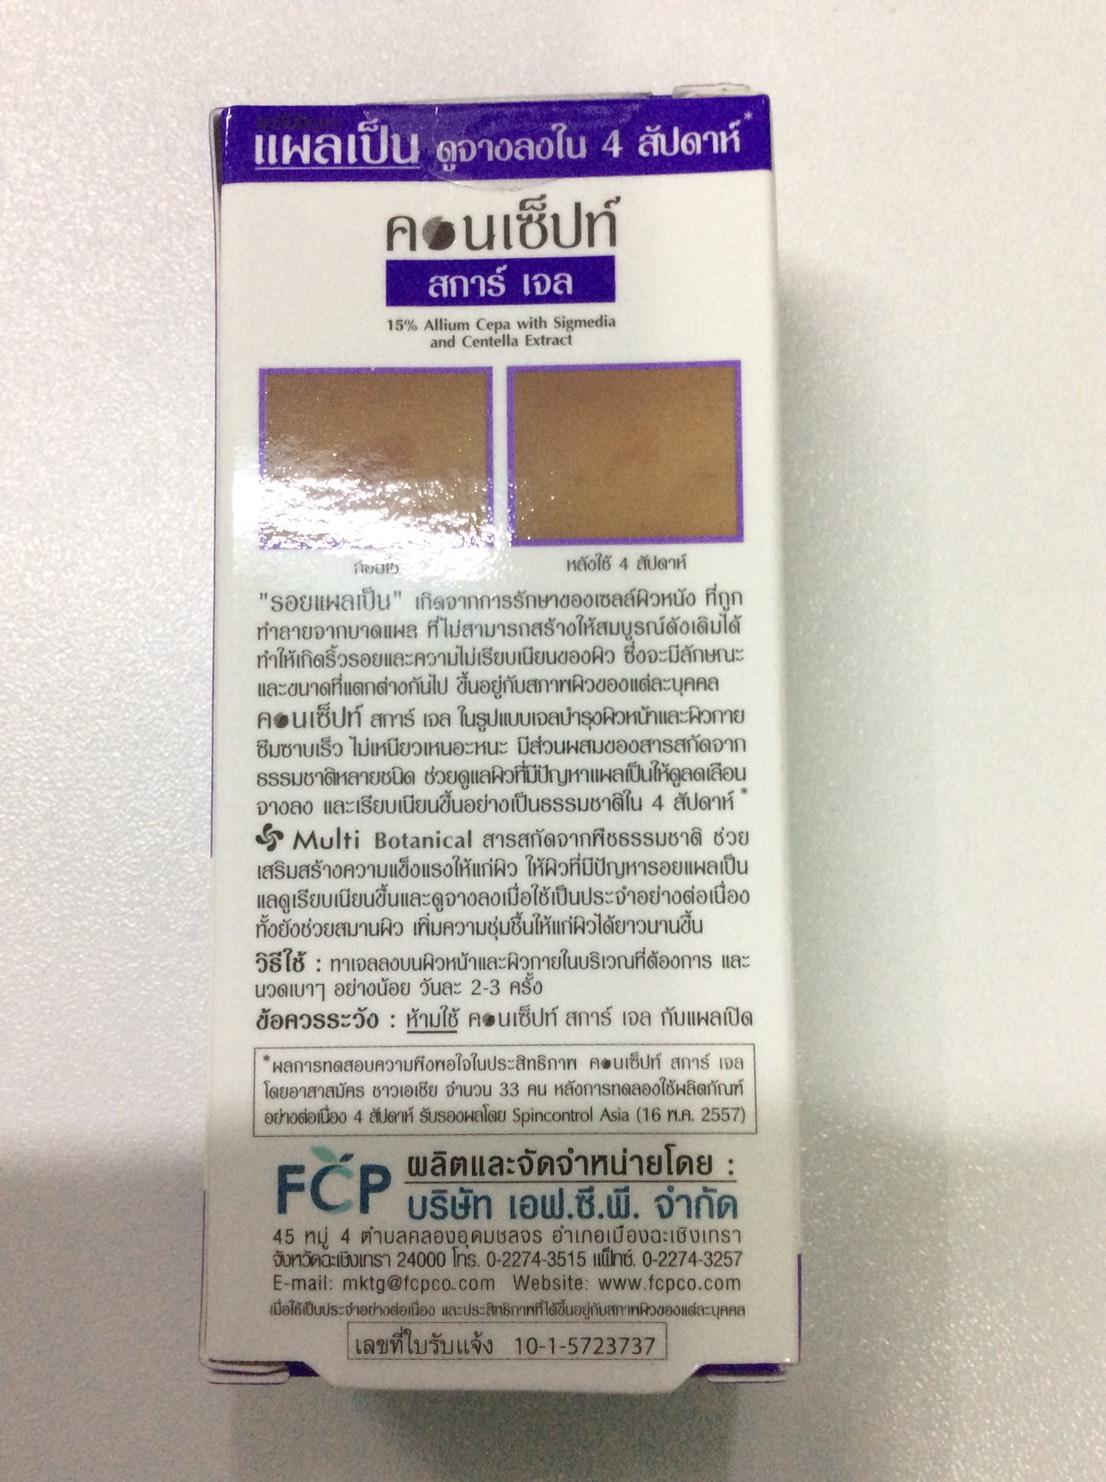 แผลเป็น ดูจางลงใน 4 สัปดาห์*
คอนเซ็ปท์
สการ์ เจล
15% Allium Cepa with Sigmedia
and Centella Extract
ก่อนใช้ หลังใช้ 4 สัปดาห์
"รอยแผลเป็น" เกิดจากการรักษาของเซลล์ผิวหนัง ที่ถูก
ทำลายจากบาดแผล ที่ไม่สามารถสร้างให้สมบูรณ์ดังเดิมได้
ทำให้เกิดริ้วรอยและความไม่เรียบเนียนของผิว ซึ่งจะมีลักษณะ
และขนาดที่แตกต่างกันไป ขึ้นอยู่กับสภาพผิวของแต่ละบุคคล
คอนเซ็ปท์ สการ์ เจล ในรูปแบบเจลบำรุงผิวหน้าและผิวกาย
ซึมซาบเร็ว ไม่เหนียวเหนอะหนะ มีส่วนผสมของสารสกัดจาก
ธรรมชาติหลายชนิด ช่วยดูแลผิวที่มีปัญหาแผลเป็นให้ดูลดเลือน
จางลง และเรียบเนียนขึ้นอย่างเป็นธรรมชาติใน 4 สัปดาห์ *
Multi Botanical สารสกัดจากพืชธรรมชาติ ช่วย
เสริมสร้างความแข็งแรงให้แก่ผิว ให้ผิวที่มีปัญหารอยแผลเป็น
แลดูเรียบเนียนขึ้นและดูจางลงเมื่อใช้เป็นประจำอย่างต่อเนื่อง
ทั้งยังช่วยสมานผิว เพิ่มความชุ่มชื้นให้แก่ผิวได้ยาวนานขึ้น
วิธีใช้ : ทาเจลลงบนผิวหน้าและผิวกายในบริเวณที่ต้องการ และ
นวดเบาๆ อย่างน้อย วันละ 2-3 ครั้ง
ข้อควรระวัง : ห้ามใช้ คอนเซ็ปท์ สการ์ เจล กับแผลเปิด
*ผลการทดสอบความพึงพอใจในประสิทธิภาพ คอนเซ็ปท์ สการ์ เจล
โดยอาสาสมัคร ชาวเอเชีย จำนวน 33 คน หลังการทดลองใช้ผลิตภัณฑ์
อย่างต่อเนื่อง 4 สัปดาห์ รับรองผลโดย Spincontrol Asia (16 พ.ค. 2557)
FCP ผลิตและจัดจำหน่ายโดย :
บริษัท เอฟ.ซี.พี. จำกัด
45 หมู่ 4 ตำบลคลองอุดมชลจร อำเภอเมืองฉะเชิงเทรา
จังหวัดฉะเชิงเทรา 24000 โทร. 0-2274-3515 แฟ็กซ์. 0-2274-3257
E-mail: mktg@fcpco.com Website: www.fcpco.com
เมื่อใช้เป็นประจำอย่างต่อเนื่อง และประสิทธิภาพที่ได้ขึ้นอยู่กับสภาพผิวของแต่ละบุคคล
เลขที่ใบรับแจ้ง 10-1-5723737